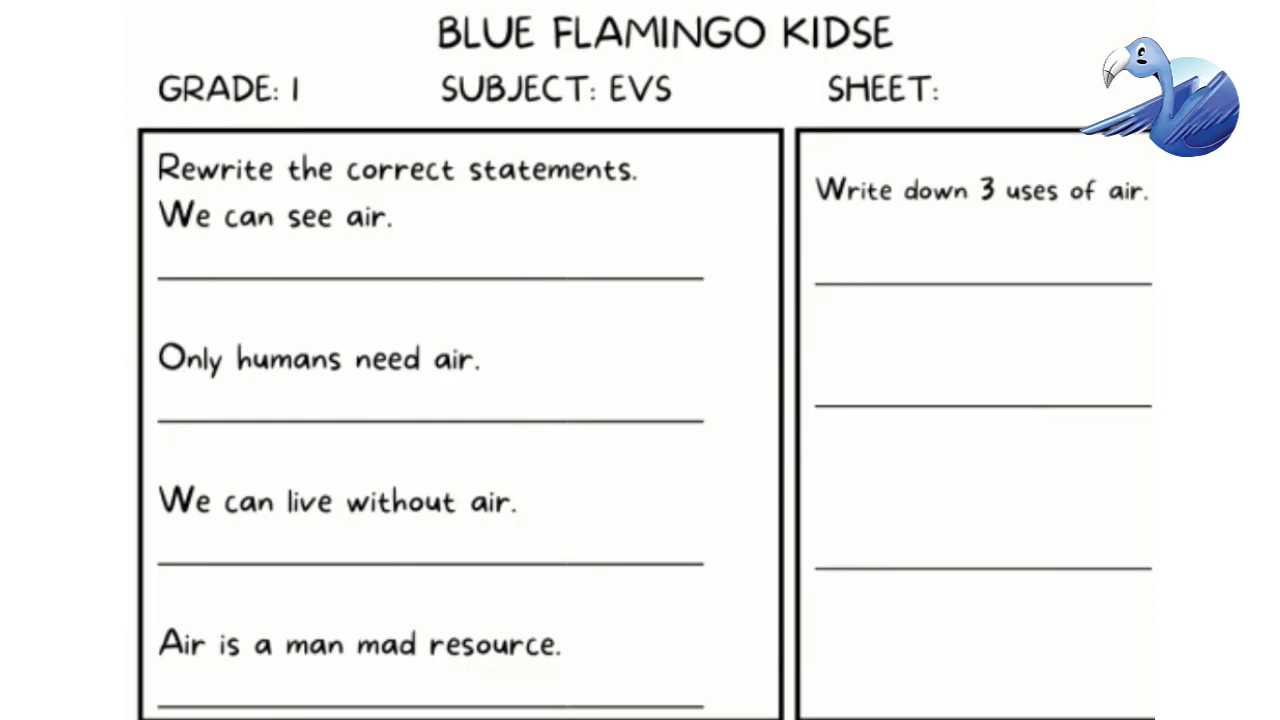 BLUE FLAMINGO KIDSE
GRADE: 1 SUBJECT: EVS SHEET:
Rewrite the correct statements.
We can see air.
Only humans need air.
We can live without air.
Air is a man mad resource.
Write down 3 uses of air.